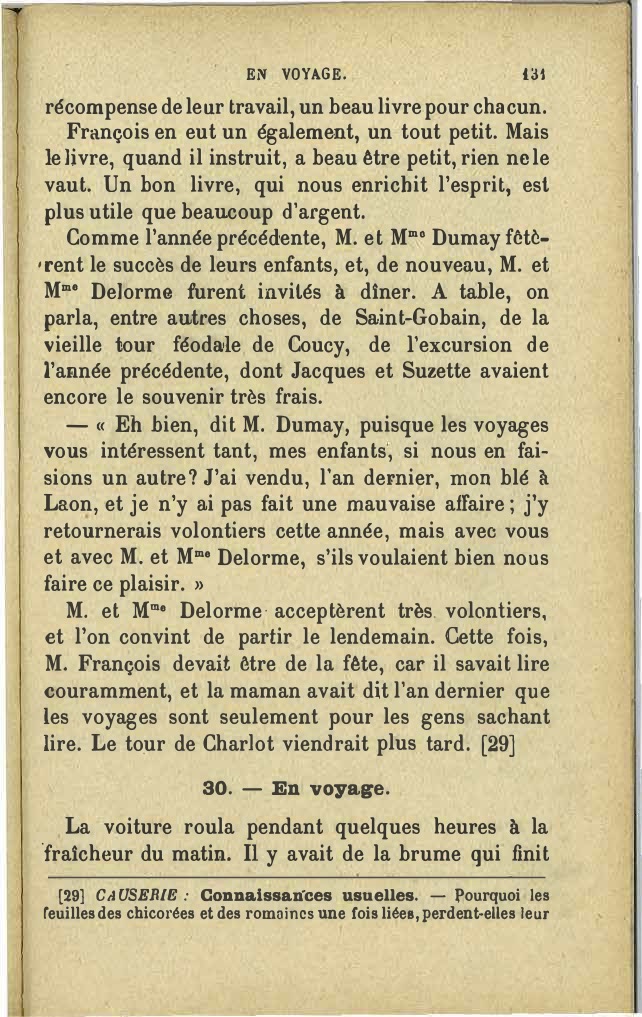 EN VOYAGE. 131
récompense de leur travail, un beau livre pour chacun.
François en eut un également, un tout petit. Mais
le livre, quand il instruit, a beau être petit, rien ne le
vaut. Un bon livre, qui nous enrichit l'esprit, est
plus utile que beaucoup d'argent.
Comme l'année précédente, M. et Mme Dumay fêtè-
rent le succès de leurs enfants, et, de nouveau, M. et
Mme Delorme furent invités à dîner. A table, on
parla, entre autres choses, de Saint-Gobain, de la
vieille tour féodale de Coucy, de l'excursion de
l'année précédente, dont Jacques et Suzette avaient
encore le souvenir très frais.
— « Eh bien, dit M. Dumay, puisque les voyages
vous intéressent tant, mes enfants, si nous en fai-
sions un autre? J'ai vendu, l'an dernier, mon blé à
Laon, et je n'y ai pas fait une mauvaise affaire; j'y
retournerais volontiers cette année, mais avec vous
et avec M. et Mme Delorme, s'ils voulaient bien nous
faire ce plaisir. »
M. et Mme Delorme acceptèrent très volontiers,
et l'on convint de partir le lendemain. Cette fois,
M. François devait être de la fête, car il savait lire
couramment, et la maman avait dit l'an dernier que
les voyages sont seulement pour les gens sachant
lire. Le tour de Charlot viendrait plus tard. [29]
30. — En voyage.
La voiture roula pendant quelques heures à la
fraîcheur du matin. Il y avait de la brume qui finit
[29] CAUSERIE : Connaissances usuelles. — Pourquoi les
feuilles des chicorées et des romaines une fois liées, perdent-elles leur